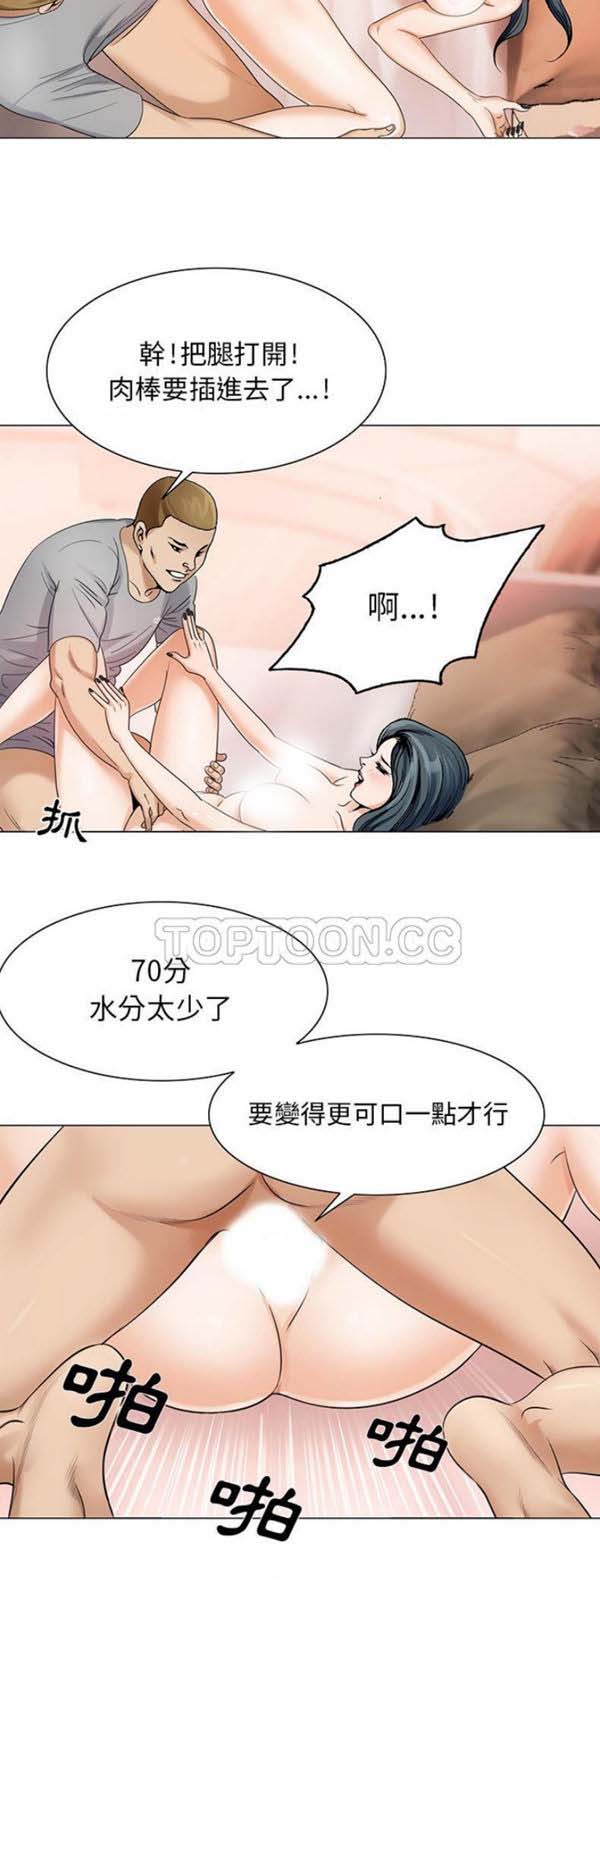 幹!把腿打開!
肉棒要插進去了...!
啊...!
抓
TOPTOON.CC
70分
水分太少了
要變得更可口一點才行
啪
啪
啪